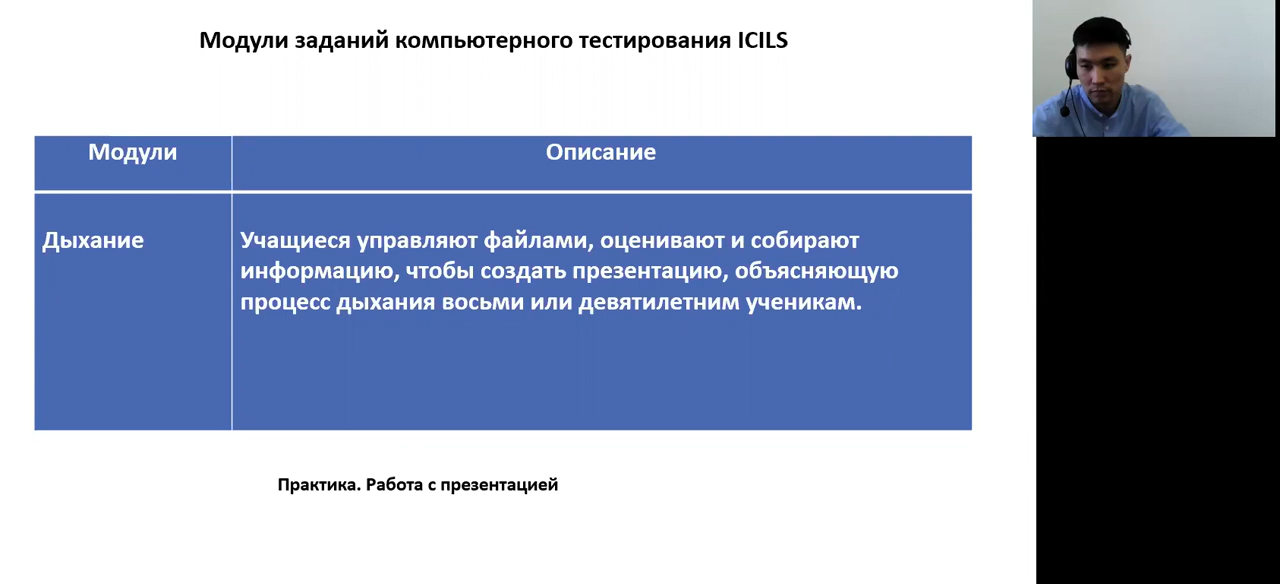 Модули заданий компьютерного тестирования ICILS
Модули
Описание
Дыхание
Учащиеся управляют файлами, оценивают и собирают
информацию, чтобы создать презентацию, объясняющую
процесс дыхания восьми или девятилетним ученикам.
Практика. Работа с презентацией